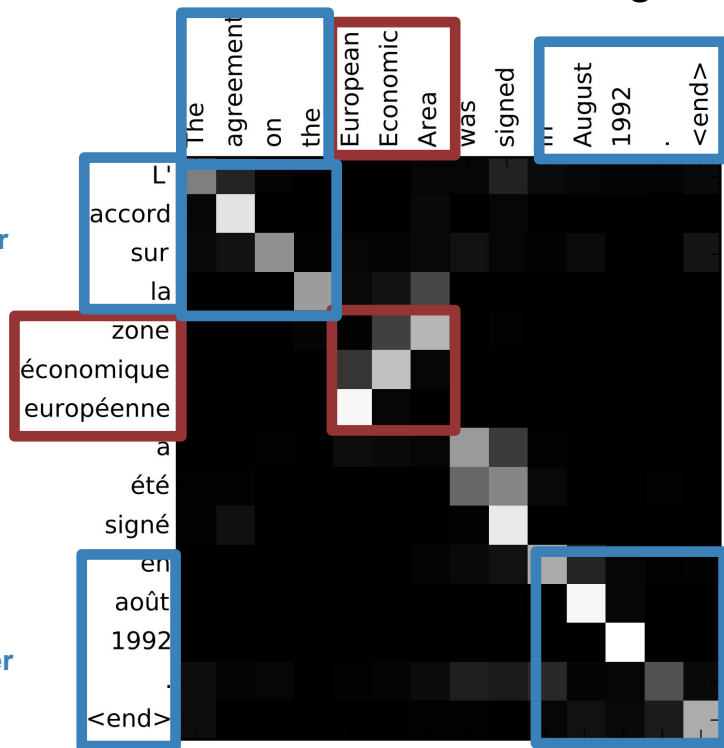 The
agreement
on
the
European
Economic
Area
was
signed
in
August
1992
.
<end>
L'
accord
sur
la
zone
économique
européenne
a
été
signé
en
août
1992
.
<end>